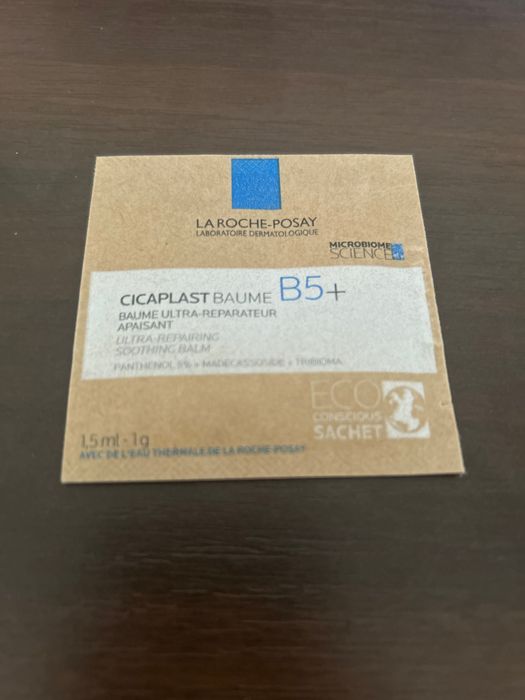 LA ROCHE-POSAY
LABORATOIRE DERMATOLOGIQUE
MICROBIOME
SCIENCE
CICAPLAST BAUME B5+
BAUME ULTRA-REPARATEUR
APAISANT
ULTRA-REPAIRING
SOOTHING BALM
PANTHENOL 5% + MADECASSOSIDE + TRIBIOMA
ECO
CONSCIOUS
SACHET
1,5 ml - 1g
AVEC DE L'EAU THERMALE DE LA ROCHE-POSAY